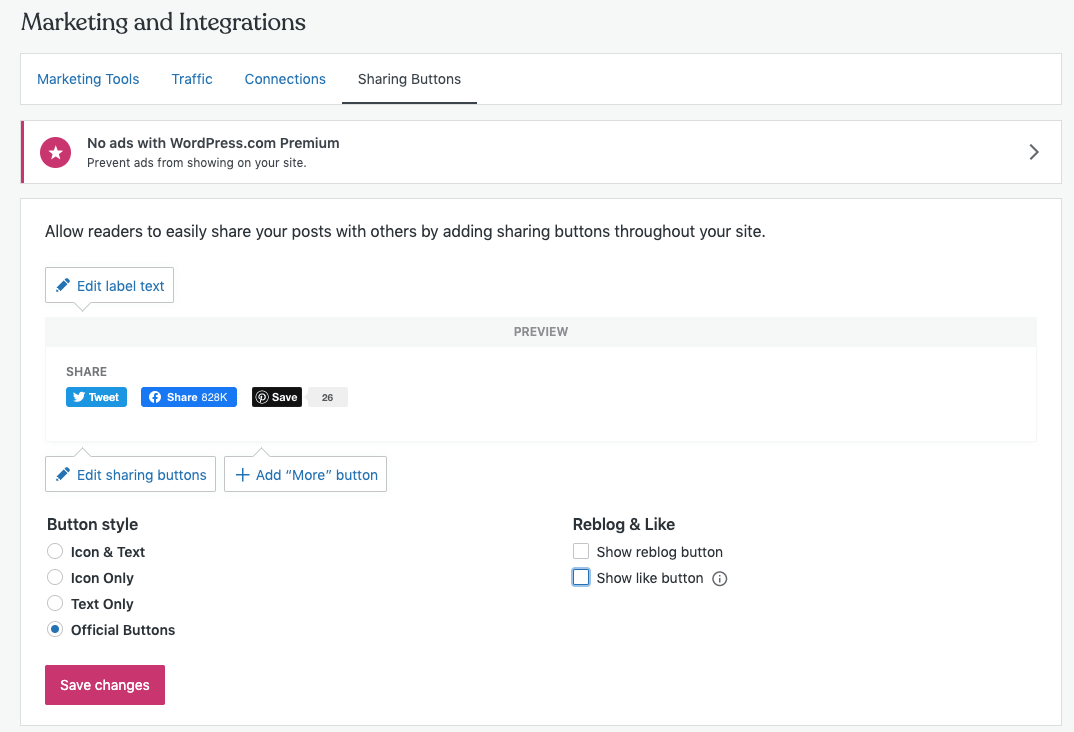 Marketing and Integrations
Marketing Tools Traffic Connections Sharing Buttons
No ads with WordPress.com Premium
Prevent ads from showing on your site.
Allow readers to easily share your posts with others by adding sharing buttons throughout your site.
Edit label text
PREVIEW
SHARE
Tweet Share 828K Save 26
Edit sharing buttons Add “More” button
Button style Reblog & Like
Icon & Text Show reblog button
Icon Only Show like button
Text Only
Official Buttons
Save changes